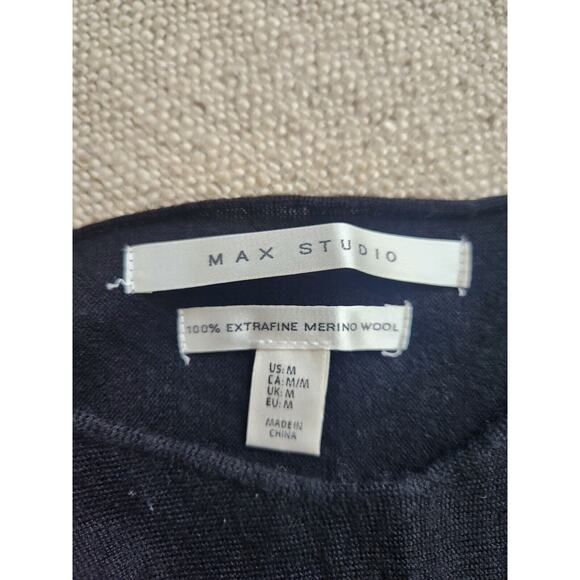 MAX STUDIO
100% EXTRAFINE MERINO WOOL
US: M
CA: M/M
UK: M
EU: M
MADE IN
CHINA